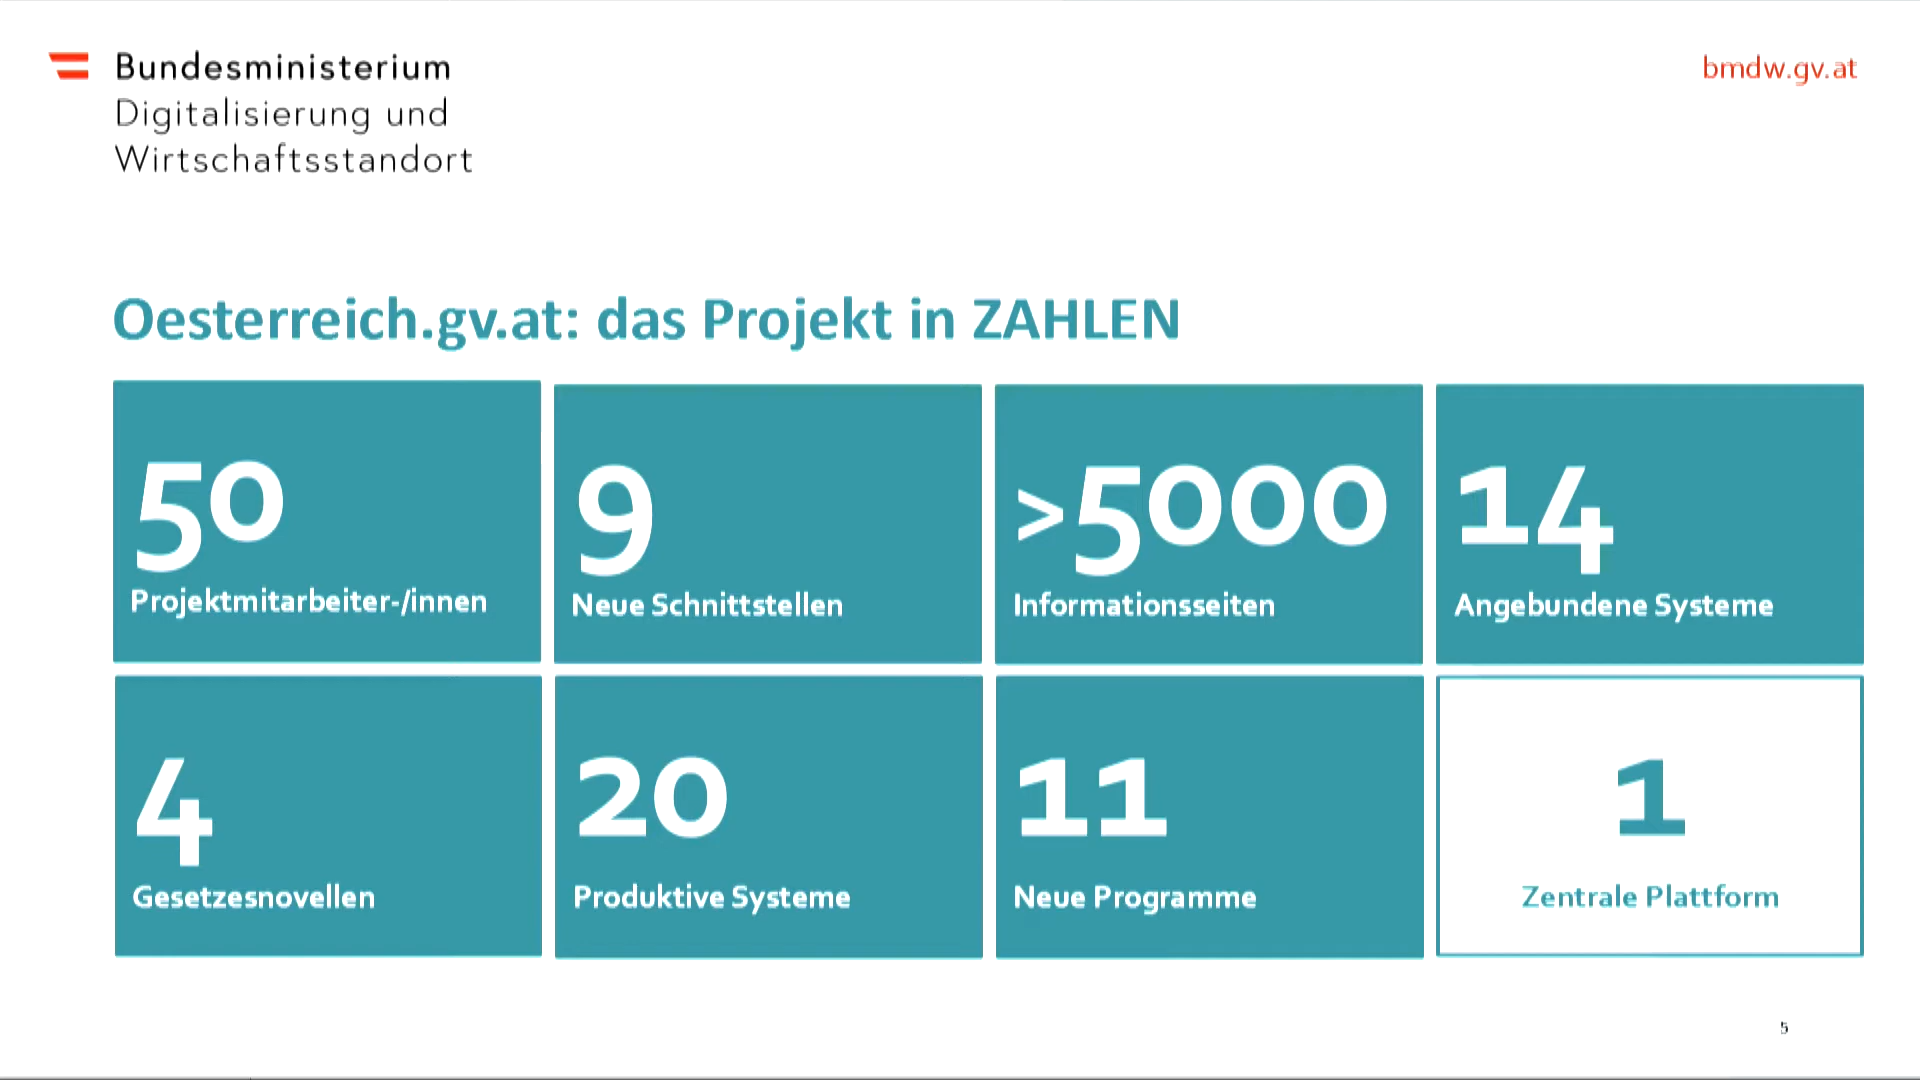 Bundesministerium
Digitalisierung und
Wirtschaftsstandort
bmdw.gv.at
Oesterreich.gv.at: das Projekt in ZAHLEN
50
Projektmitarbeiter-/innen
9
Neue Schnittstellen
>5000
Informationsseiten
14
Angebundene Systeme
4
Gesetzesnovellen
20
Produktive Systeme
11
Neue Programme
1
Zentrale Plattform
5